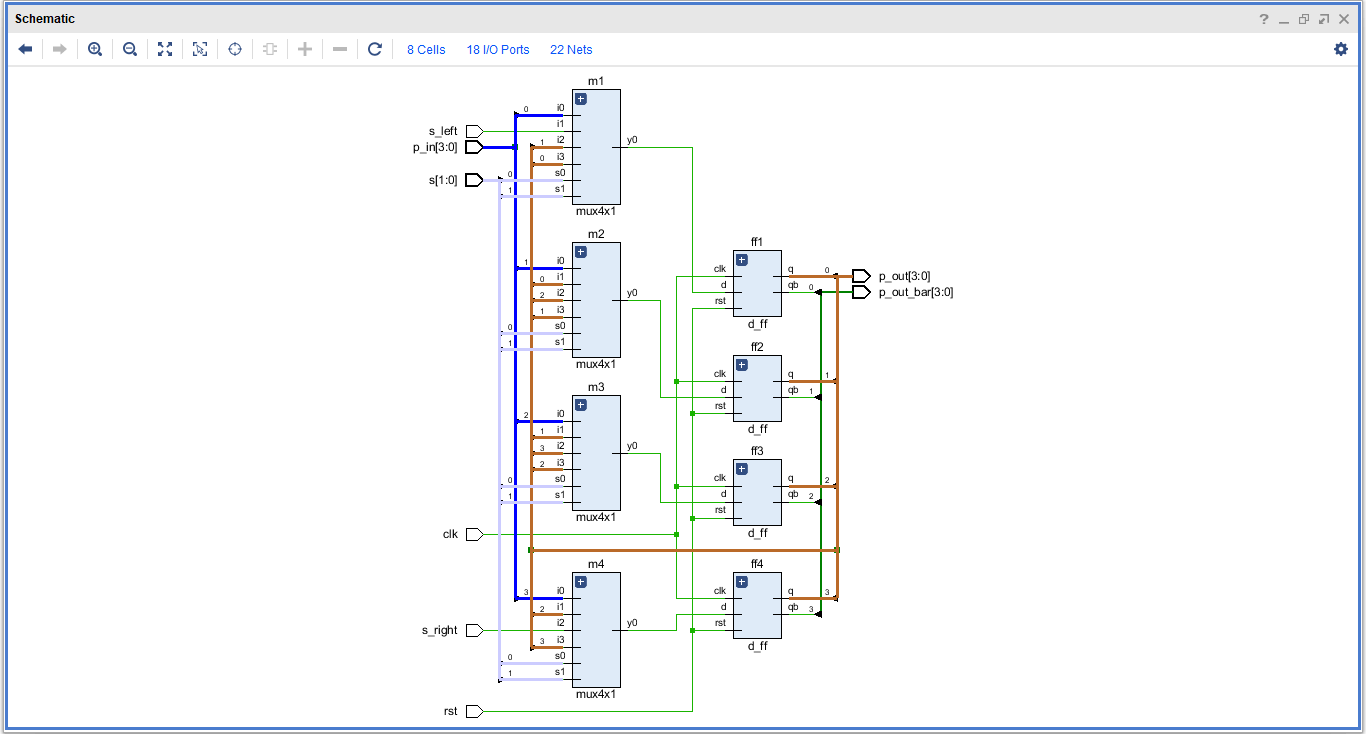 Schematic
?
8 Cells 18 I/O Ports 22 Nets
m1
0 i0
s_left i1
p_in[3:0] 1 i2 y0
0 i3
s[1:0] 0 s0
1 s1
mux4x1
m2
1 i0
0 i1
2 i2 y0
1 i3
0 s0
1 s1
mux4x1
ff1
clk q 0 p_out[3:0]
d qb 0 p_out_bar[3:0]
rst
d_ff
ff2
clk q 1
d qb 1
rst
d_ff
m3
2 i0
1 i1
3 i2 y0
2 i3
0 s0
1 s1
mux4x1
ff3
clk q 2
d qb 2
rst
d_ff
clk
m4
3 i0
2 i1
s_right i2 y0
3 i3
0 s0
1 s1
mux4x1
ff4
clk q 3
d qb 3
rst
d_ff
rst